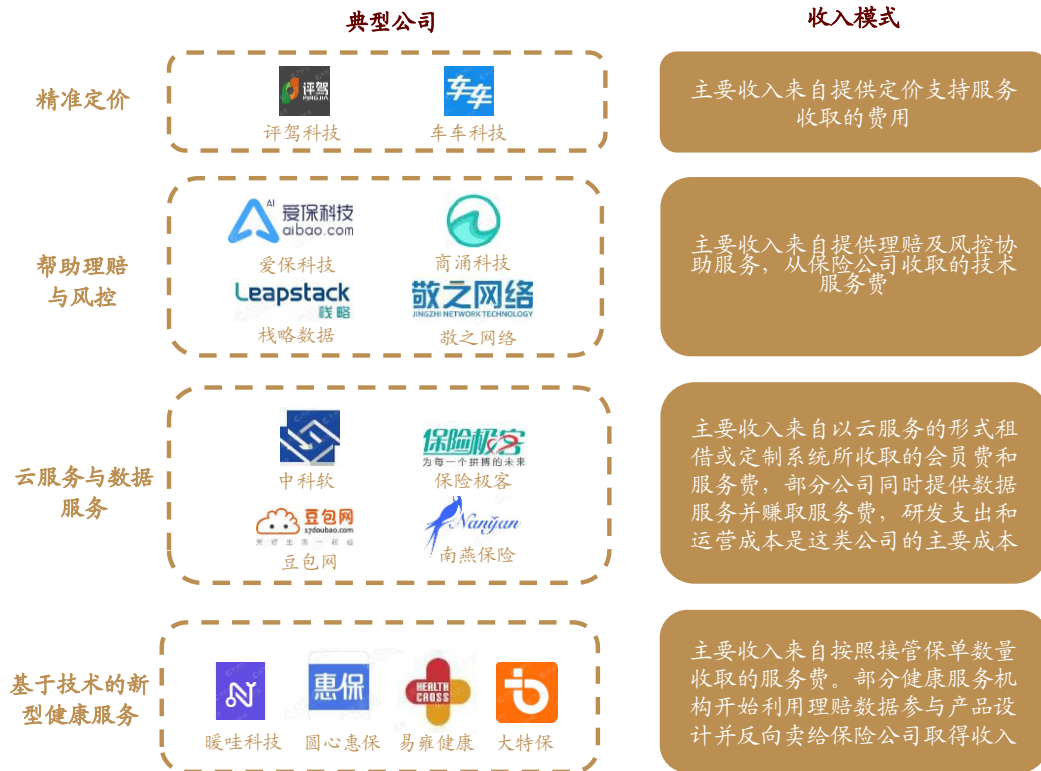 典型公司
收入模式
精准定价
评驾
PINGJIA
车车
评驾科技
车车科技
主要收入来自提供定价支持服务
收取的费用
帮助理赔
与风控
AI
爱保科技
aibao.com
爱保科技
商涌科技
Leapstack
栈略
敬之网络
JINGZHI NETWORK TECHNOLOGY
栈略数据
敬之网络
主要收入来自提供理赔及风控协
助服务，从保险公司收取的技术
服务费
云服务与数据
服务
保险极客
为每一个拼搏的未来
中科软
保险极客
豆包网
17doubao.com
美好生活一起组
Nanyan
豆包网
南燕保险
主要收入来自以云服务的形式租
借或定制系统所收取的会员费和
服务费，部分公司同时提供数据
服务并赚取服务费，研发支出和
运营成本是这类公司的主要成本
基于技术的新
型健康服务
惠保
HEALTH
CROSS
暖哇科技
圆心惠保
易雍健康
大特保
主要收入来自按照接管保单数量
收取的服务费。部分健康服务机
构开始利用理赔数据参与产品设
计并反向卖给保险公司取得收入